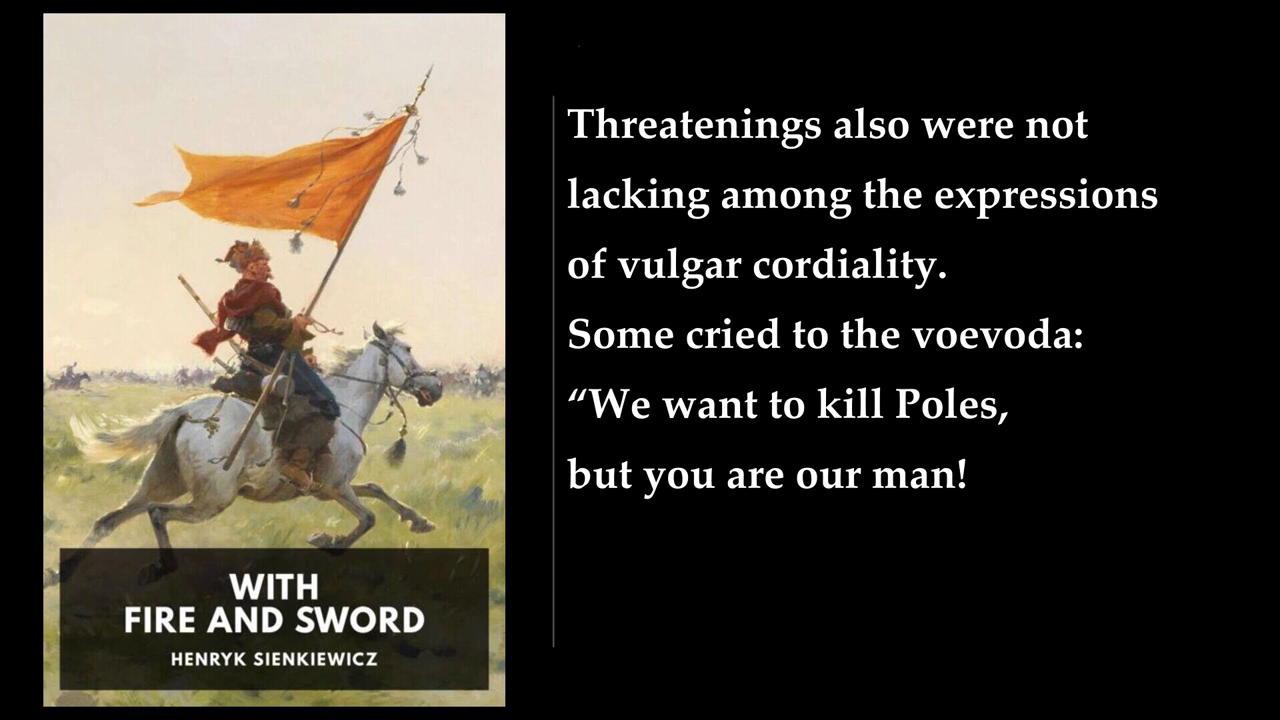 WITH
FIRE AND SWORD
HENRYK SIENKIEWICZ
Threatenings also were not
lacking among the expressions
of vulgar cordiality.
Some cried to the voevoda:
“We want to kill Poles,
but you are our man!